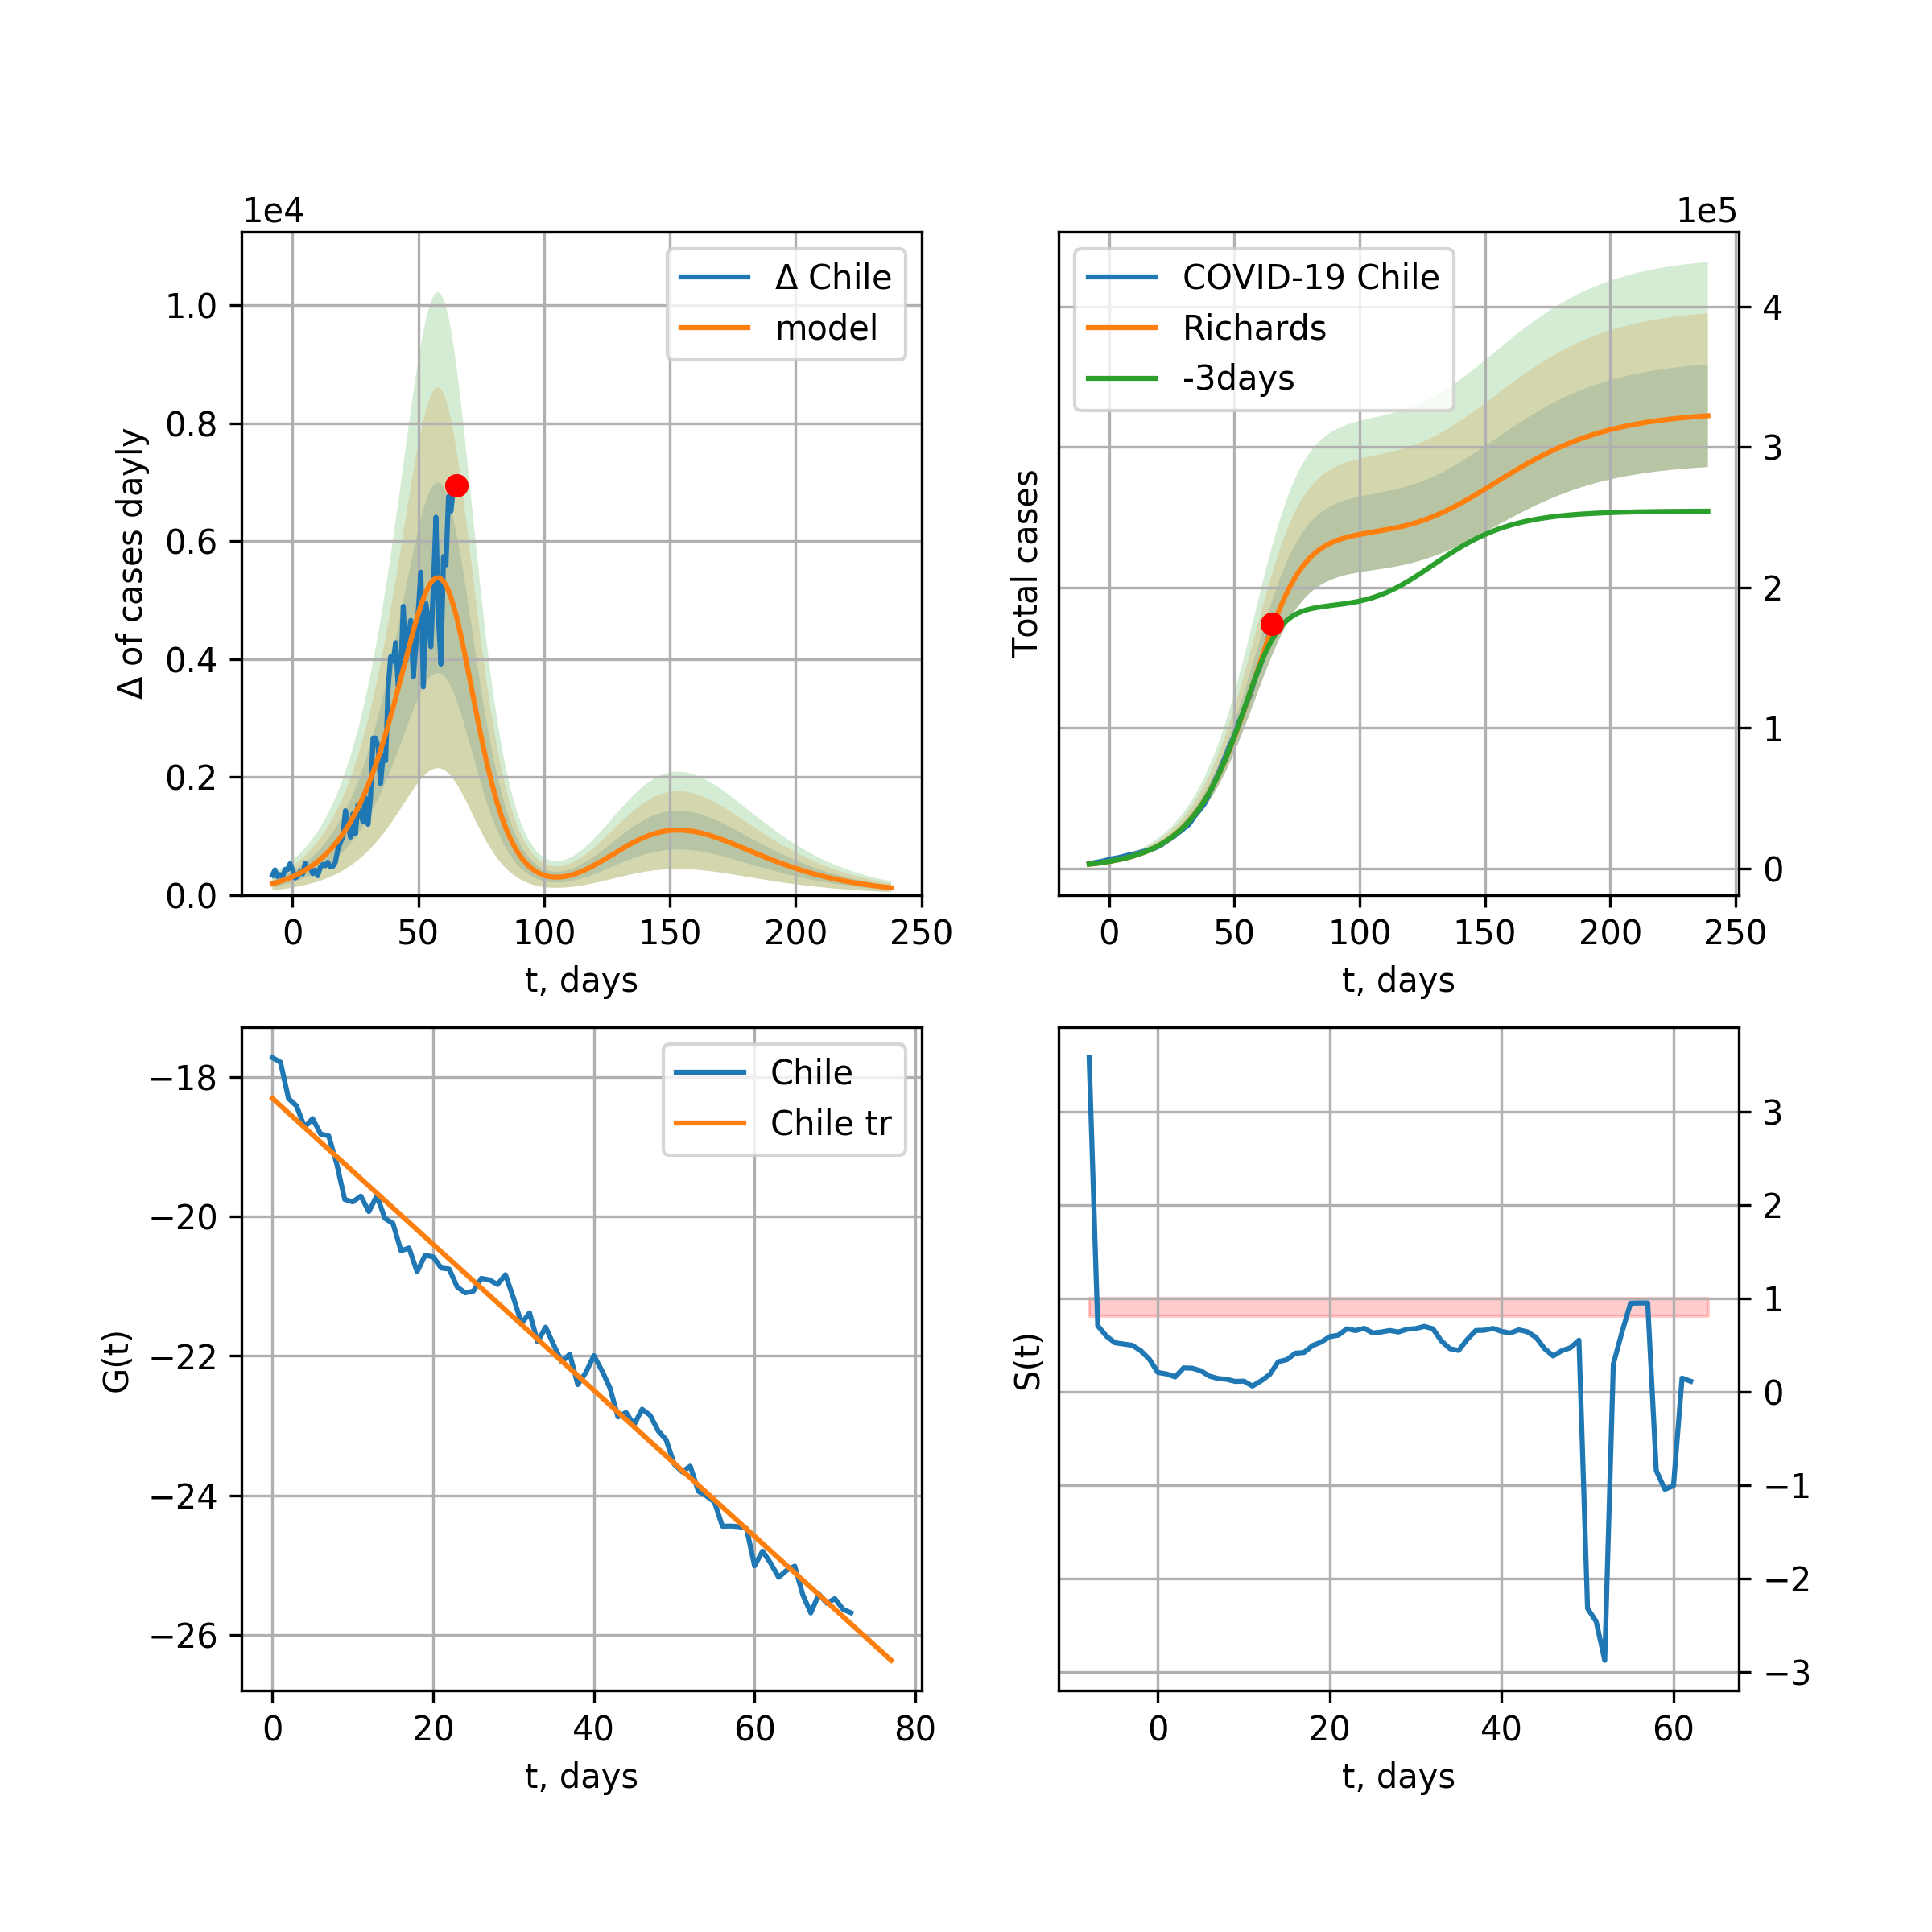 1e4
Δ of cases dayly
1.0
0.8
0.6
0.4
0.2
0.0
0 50 100 150 200 250
t, days
Δ Chile
model
1e5
Total cases
4
3
2
1
0
0 50 100 150 200 250
t, days
COVID-19 Chile
Richards
-3days
G(t)
−18
−20
−22
−24
−26
0 20 40 60 80
t, days
Chile
Chile tr
S(t)
3
2
1
0
−1
−2
−3
0 20 40 60
t, days